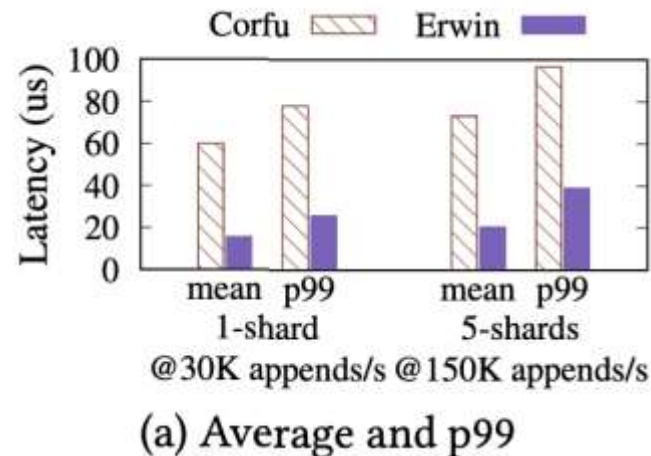 Corfu Erwin
Latency (us)
100
80
60
40
20
0
mean p99 mean p99
1-shard 5-shards
@30K appends/s @150K appends/s
(a) Average and p99